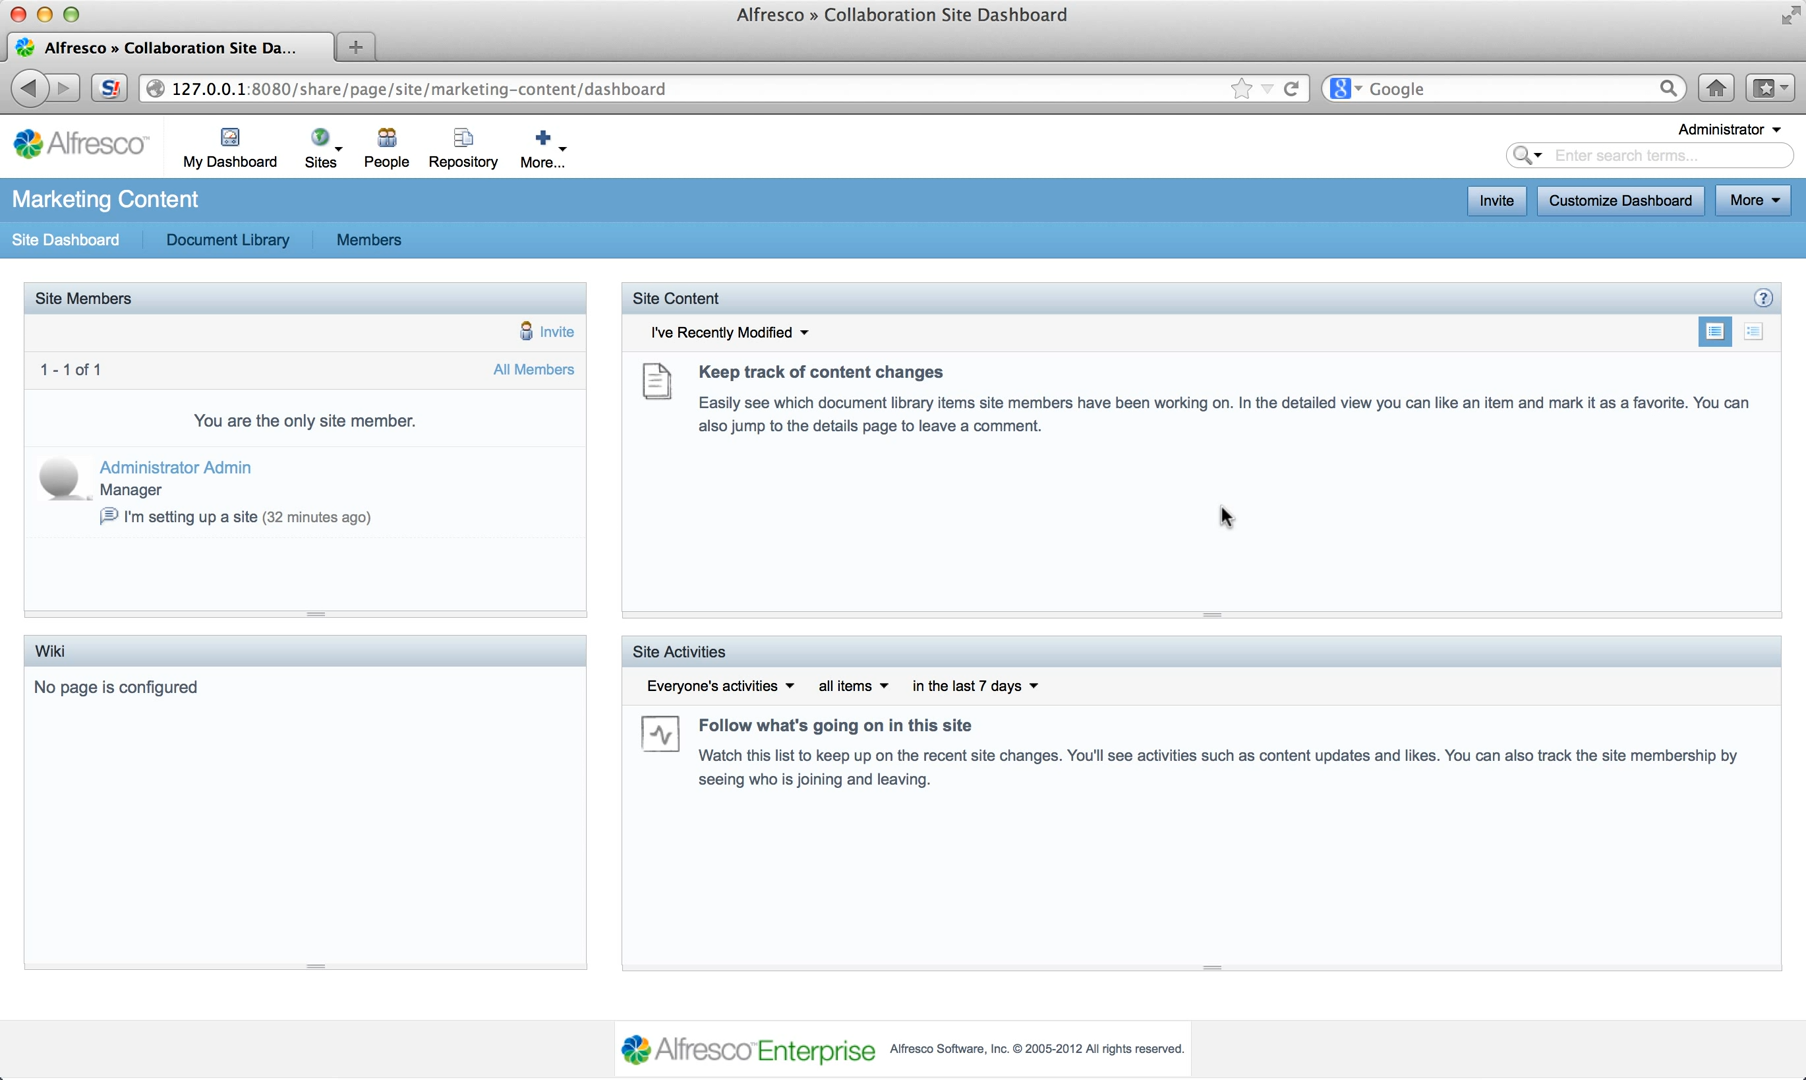 Alfresco » Collaboration Site Dashboard
Alfresco » Collaboration Site Da...
S!
127.0.0.1:8080/share/page/site/marketing-content/dashboard
8
Google
Alfresco™
My Dashboard
Sites
People
Repository
More...
Administrator
Enter search terms...
Marketing Content
Invite
Customize Dashboard
More
Site Dashboard
Document Library
Members
Site Members
Invite
1 - 1 of 1
All Members
You are the only site member.
Administrator Admin
Manager
I'm setting up a site (32 minutes ago)
Site Content
?
I've Recently Modified
Keep track of content changes
Easily see which document library items site members have been working on. In the detailed view you can like an item and mark it as a favorite. You can
also jump to the details page to leave a comment.
Wiki
No page is configured
Site Activities
Everyone's activities
all items
in the last 7 days
Follow what's going on in this site
Watch this list to keep up on the recent site changes. You'll see activities such as content updates and likes. You can also track the site membership by
seeing who is joining and leaving.
Alfresco™ Enterprise
Alfresco Software, Inc. © 2005-2012 All rights reserved.